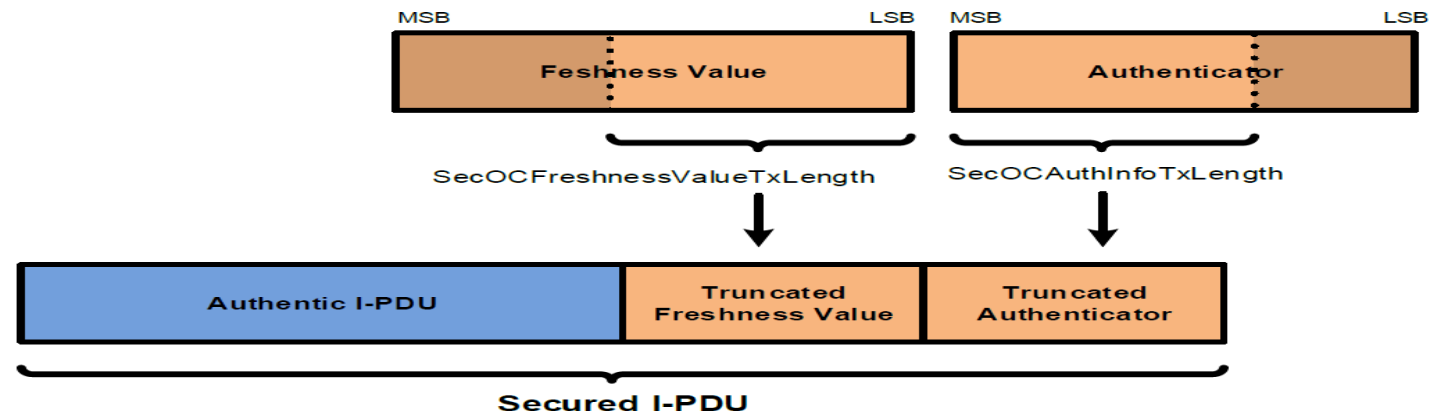 MSB LSB MSB LSB
Feshness Value Authenticator
SecOCFreshnessValueTxLength SecOCAuthInfoTxLength
Authentic I-PDU
Truncated
Freshness Value
Truncated
Authenticator
Secured I-PDU